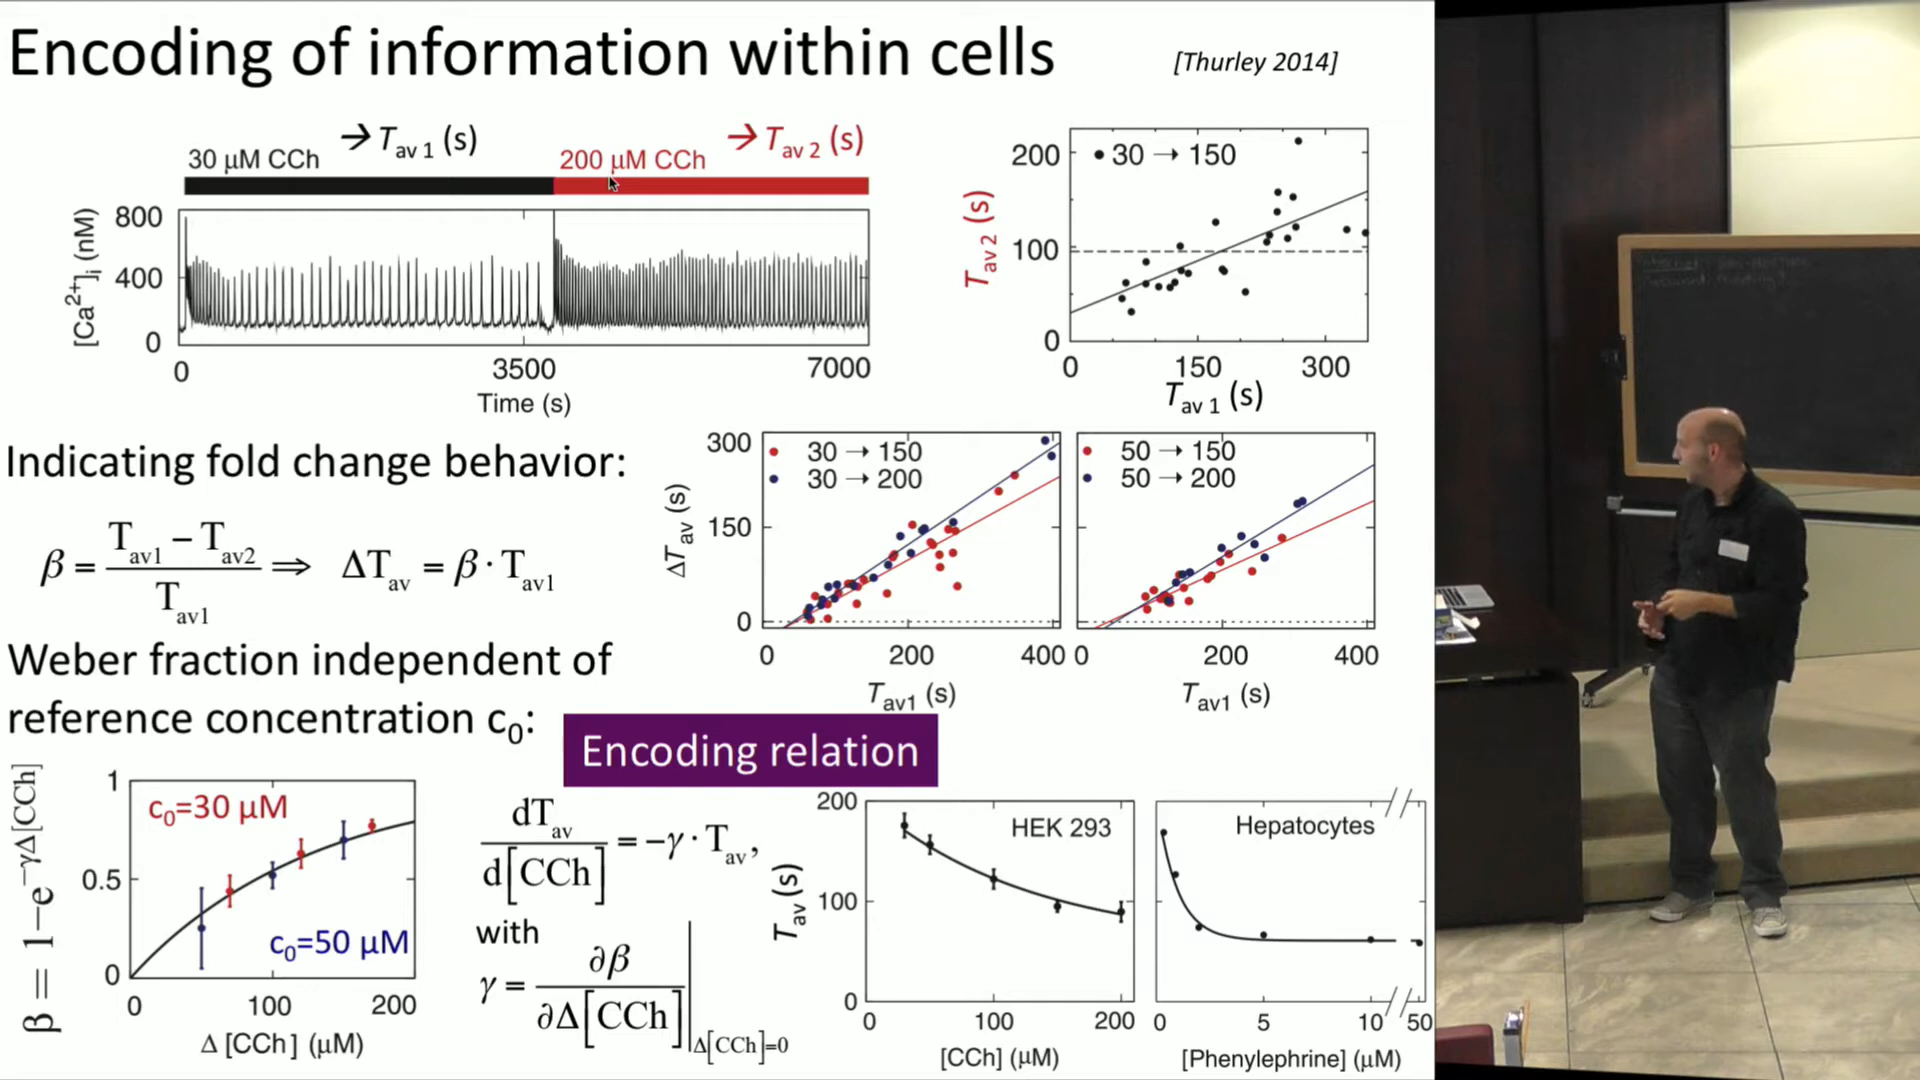 Encoding of information within cells
[Thurley 2014]
30 μM CCh → T_av 1 (s)
200 μM CCh → T_av 2 (s)
[Ca²⁺]ᵢ (nM)
800
400
0
0 3500 7000
Time (s)
T_av 2 (s)
200
100
0
• 30 → 150
0 150 300
T_av 1 (s)
Indicating fold change behavior:
β = (T_av1 − T_av2) / T_av1 ⇒ ΔT_av = β · T_av1
ΔT_av (s)
300
150
0
30 → 150
30 → 200
0 200 400
T_av1 (s)
50 → 150
50 → 200
0 200 400
T_av1 (s)
Weber fraction independent of
reference concentration c₀:
Encoding relation
β = 1−e^−γΔ[CCh]
1
0.5
0
c₀=30 μM
c₀=50 μM
0 100 200
Δ [CCh] (μM)
dT_av / d[CCh] = −γ · T_av,
with
γ = ∂β / ∂Δ[CCh] |Δ[CCh]=0
T_av (s)
200
100
0
HEK 293
0 100 200
[CCh] (μM)
Hepatocytes
0 5 10 50
[Phenylephrine] (μM)